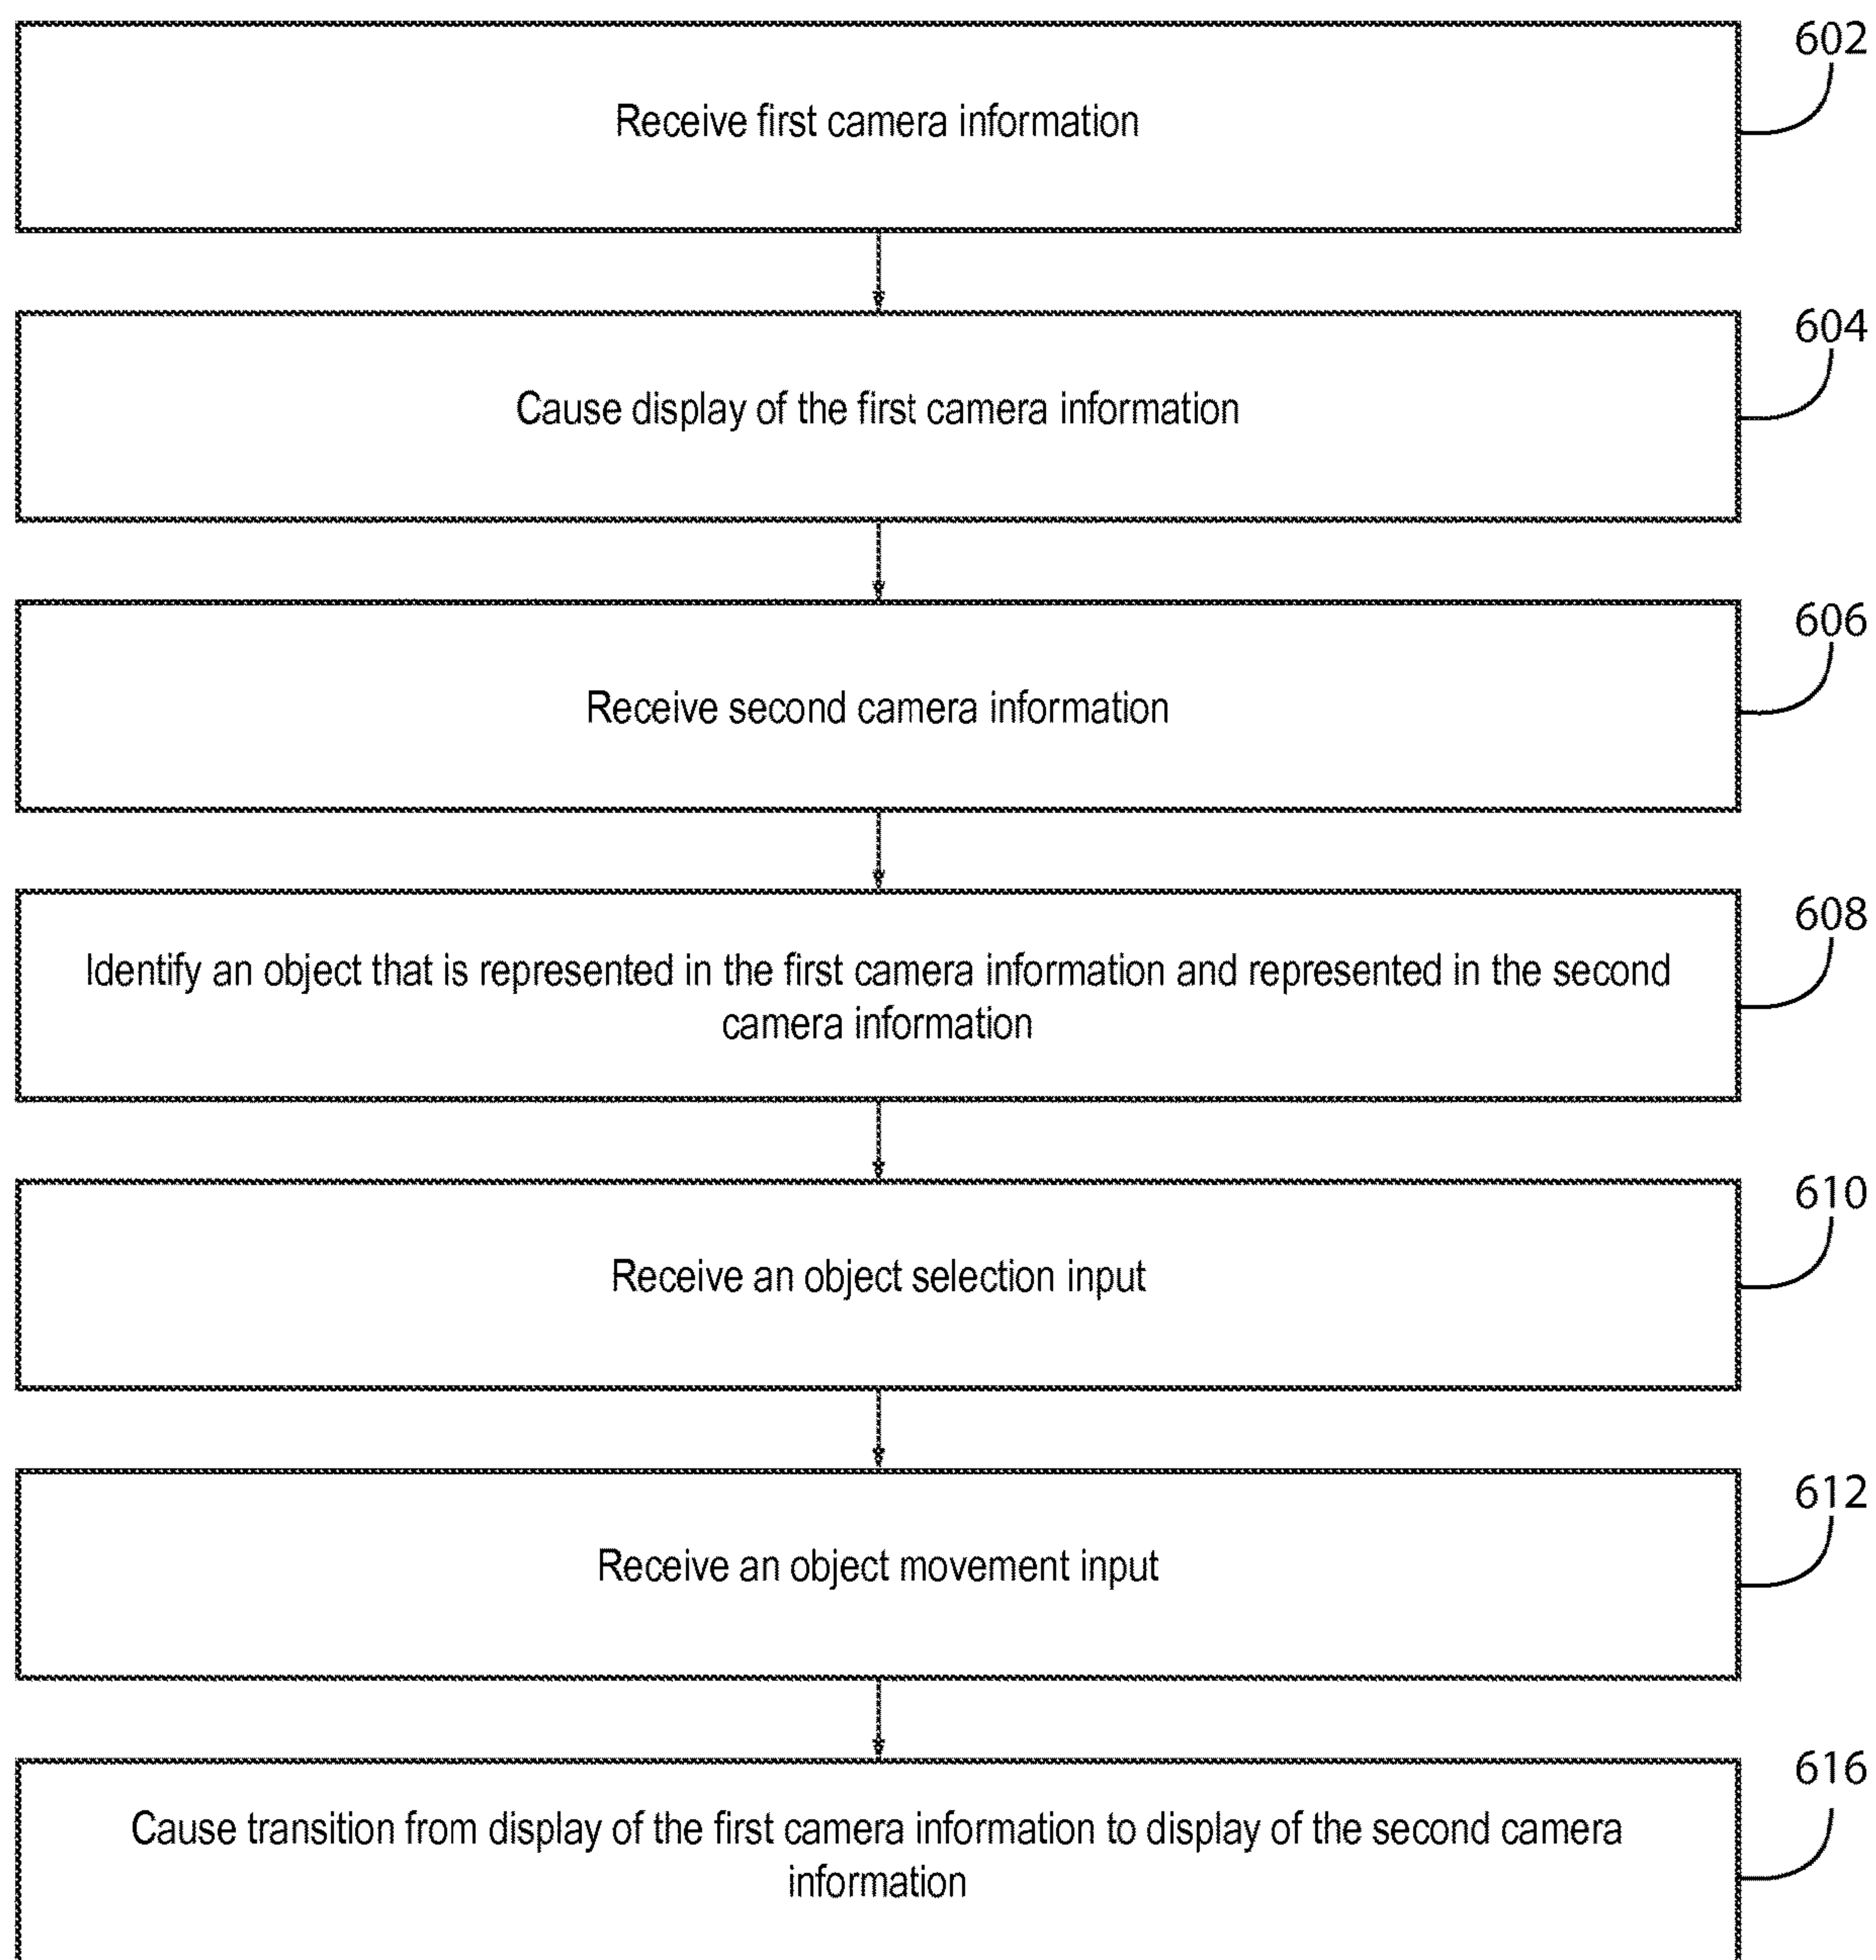 602
Receive first camera information
604
Cause display of the first camera information
606
Receive second camera information
608
Identify an object that is represented in the first camera information and represented in the second
camera information
610
Receive an object selection input
612
Receive an object movement input
616
Cause transition from display of the first camera information to display of the second camera
information